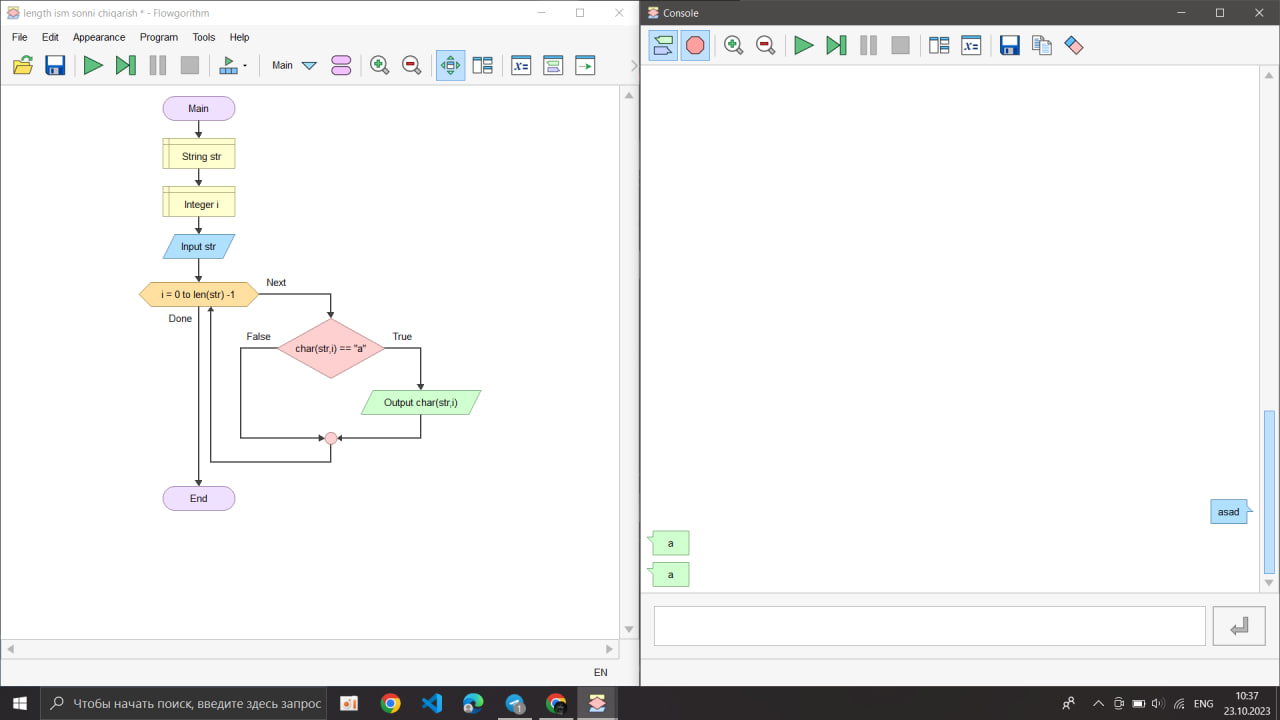 length ism sonni chiqarish * - Flowgorithm
File Edit Appearance Program Tools Help
Main
Main
String str
Integer i
Input str
i = 0 to len(str) -1
Next
Done
False
True
char(str,i) == "a"
Output char(str,i)
End
EN
Console
x=
x=
asad
a
a
Чтобы начать поиск, введите здесь запрос
1
ENG
10:37
23.10.2023